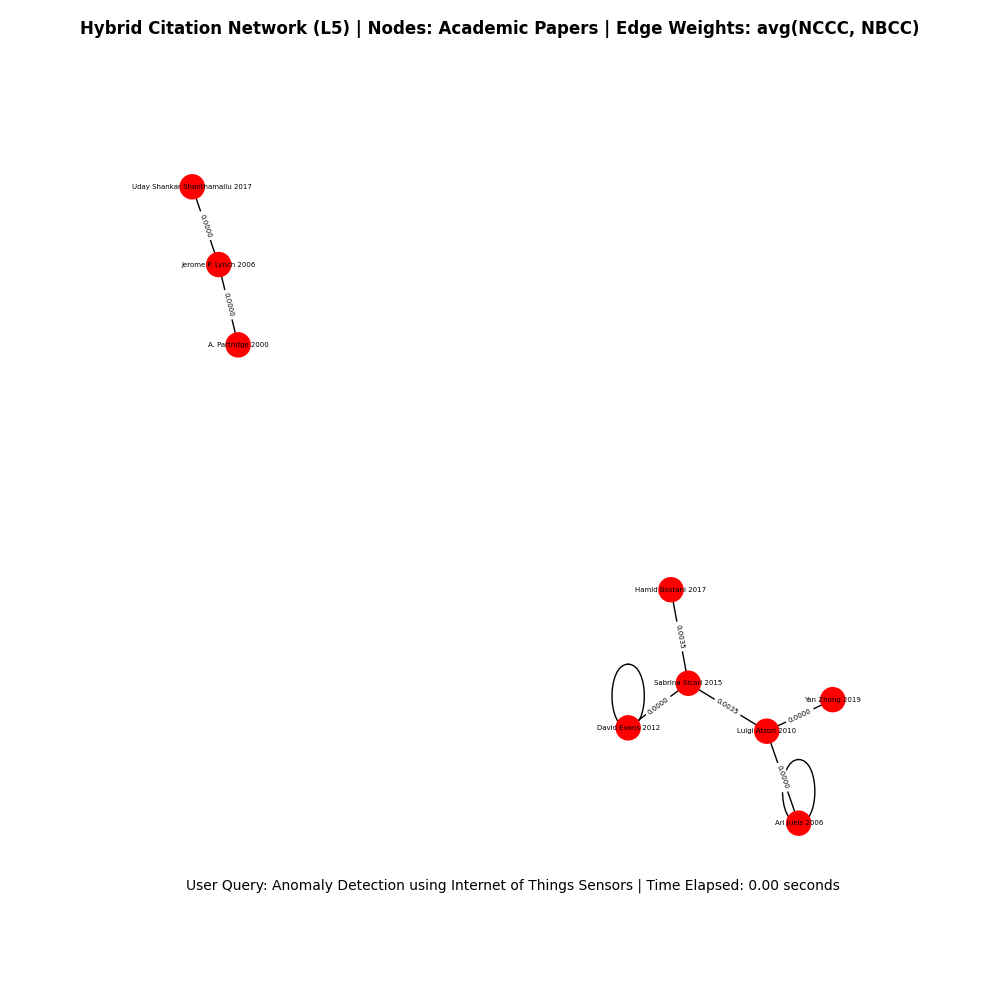 Hybrid Citation Network (L5) | Nodes: Academic Papers | Edge Weights: avg(NCCC, NBCC)
Uday Shankar Shanthamallu 2017
0.0000
Jerome P. Lynch 2006
0.0000
A. Partridge 2000
Hamid 2017
0.0035
Sabrina Sicari 2015
0.0000
0.0035
David Evans 2012
Yan Zhong 2019
0.0000
Luigi Atzori 2010
0.0000
Ari Juels 2006
User Query: Anomaly Detection using Internet of Things Sensors | Time Elapsed: 0.00 seconds